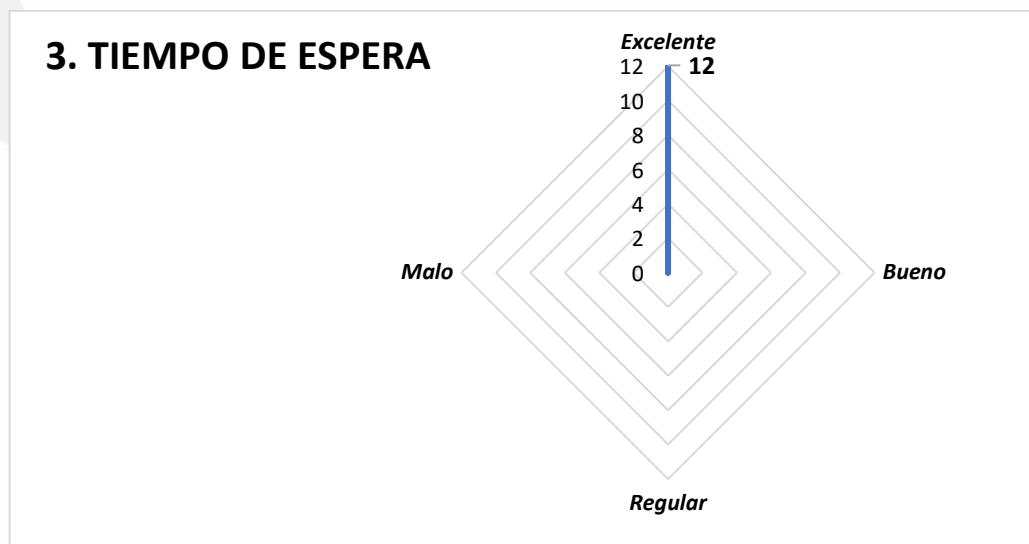 3. TIEMPO DE ESPERA
Excelente
12 12
10
8
6
4
2
0
Malo
Bueno
Regular